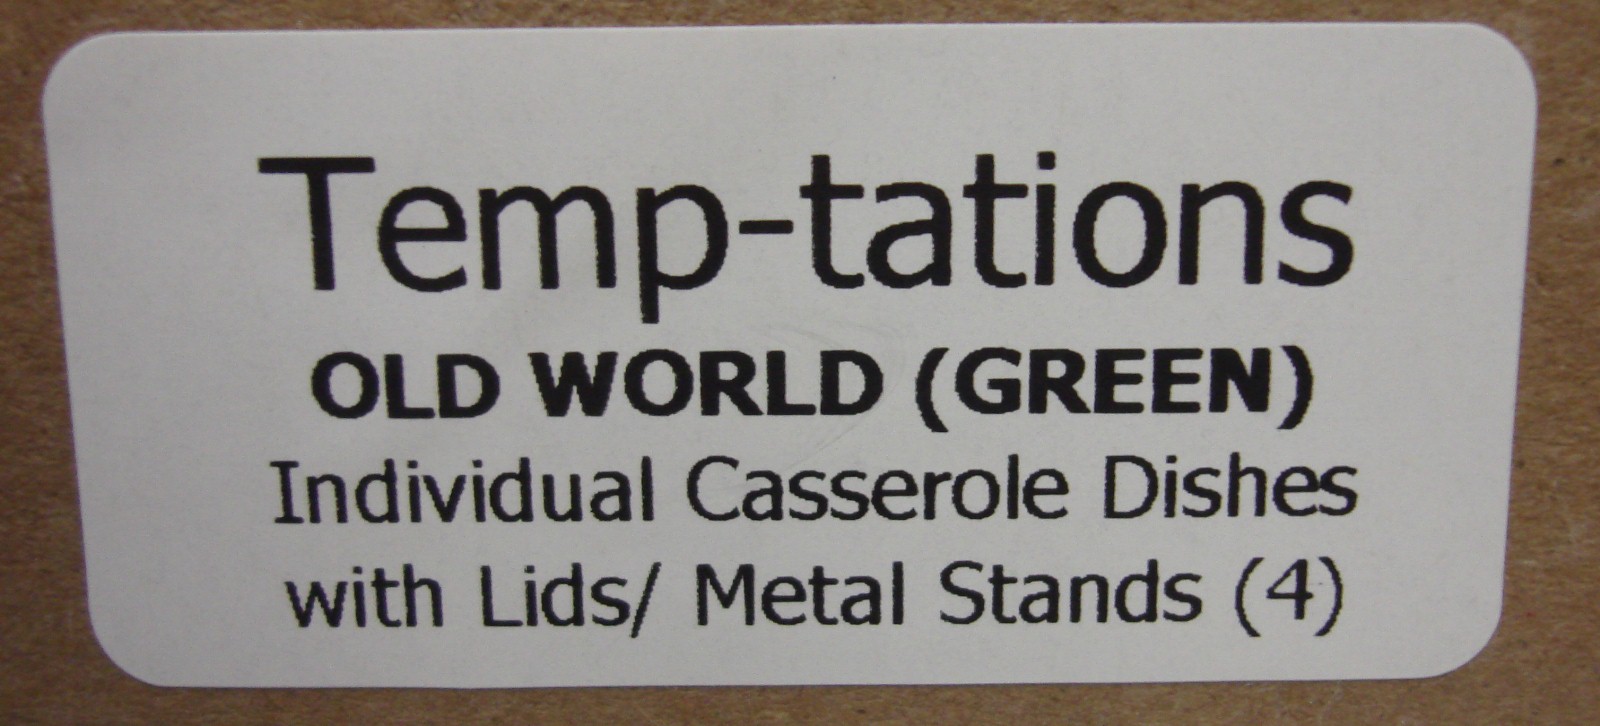 Temp-tations
OLD WORLD (GREEN)
Individual Casserole Dishes
with Lids/ Metal Stands (4)